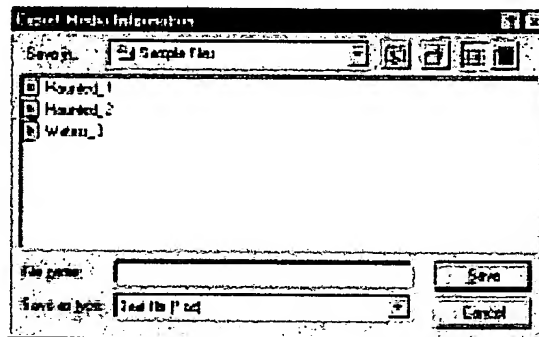 Export Media Information
Save in: Sample Files
Haunted_1
Haunted_2
File name:
Save
Save as type: Text file [*.txt]
Cancel